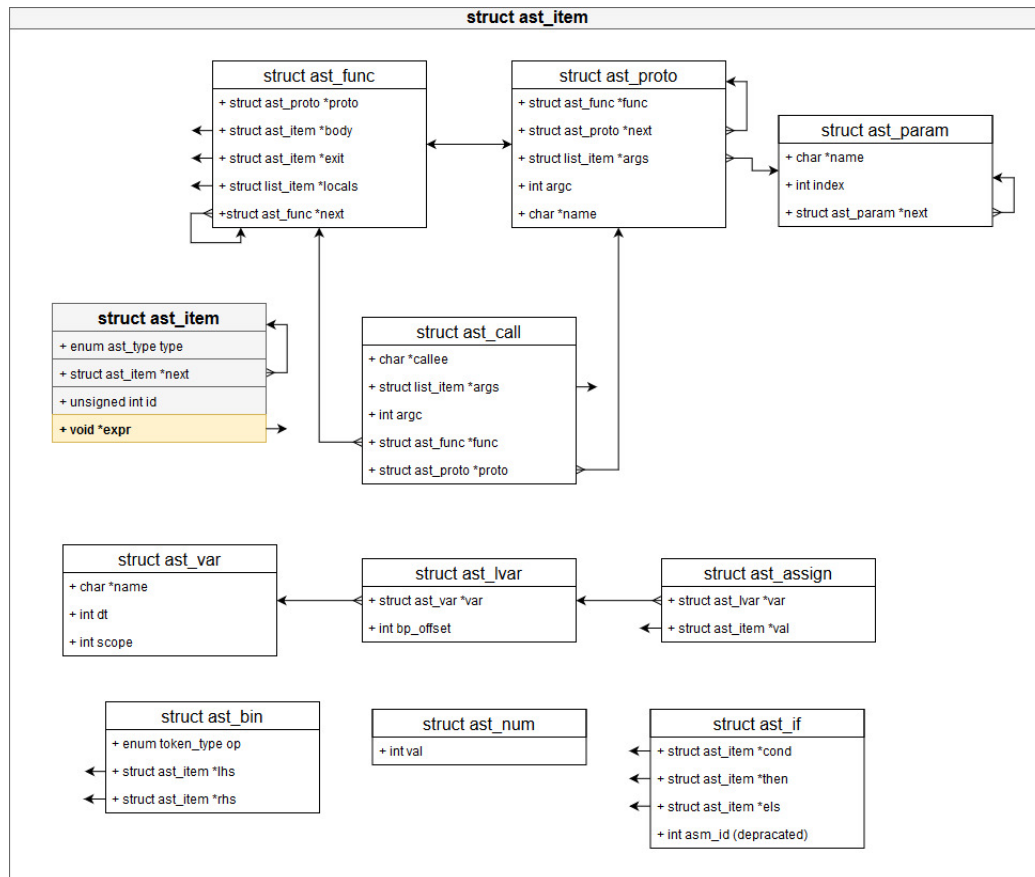 struct ast_item
struct ast_func
+ struct ast_proto *proto
+ struct ast_item *body
+ struct ast_item *exit
+ struct list_item *locals
+struct ast_func *next
struct ast_proto
+ struct ast_func *func
+ struct ast_proto *next
+ struct list_item *args
+ int argc
+ char *name
struct ast_param
+ char *name
+ int index
+ struct ast_param *next
struct ast_item
+ enum ast_type type
+ struct ast_item *next
+ unsigned int id
+ void *expr
struct ast_call
+ char *callee
+ struct list_item *args
+ int argc
+ struct ast_func *func
+ struct ast_proto *proto
struct ast_var
+ char *name
+ int dt
+ int scope
struct ast_lvar
+ struct ast_var *var
+ int bp_offset
struct ast_assign
+ struct ast_lvar *var
+ struct ast_item *val
struct ast_bin
+ enum token_type op
+ struct ast_item *lhs
+ struct ast_item *rhs
struct ast_num
+ int val
struct ast_if
+ struct ast_item *cond
+ struct ast_item *then
+ struct ast_item *els
+ int asm_id (depracated)